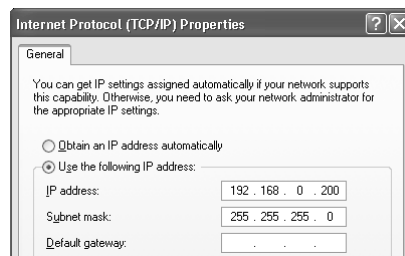 Internet Protocol (TCP/IP) Properties
General
You can get IP settings assigned automatically if your network supports
this capability. Otherwise, you need to ask your network administrator for
the appropriate IP settings.
Obtain an IP address automatically
Use the following IP address:
IP address: 192 . 168 . 0 . 200
Subnet mask: 255 . 255 . 255 . 0
Default gateway: . . .